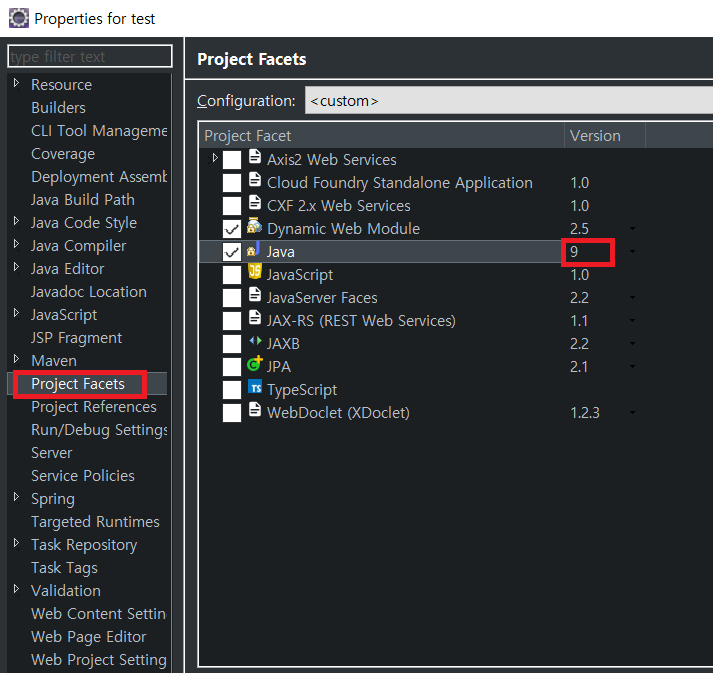 Properties for test
type filter text
Resource
Builders
CLI Tool Manageme
Coverage
Deployment Assemb
Java Build Path
Java Code Style
Java Compiler
Java Editor
Javadoc Location
JavaScript
JSP Fragment
Maven
Project Facets
Project References
Run/Debug Settings
Server
Service Policies
Spring
Targeted Runtimes
Task Repository
Task Tags
Validation
Web Content Settin
Web Page Editor
Web Project Setting
Project Facets
Configuration: <custom>
Project Facet Version
Axis2 Web Services
Cloud Foundry Standalone Application 1.0
CXF 2.x Web Services 1.0
Dynamic Web Module 2.5
Java 9
JS JavaScript 1.0
JavaServer Faces 2.2
JAX-RS (REST Web Services) 1.1
JAXB 2.2
JPA 2.1
TS TypeScript
WebDoclet (XDoclet) 1.2.3